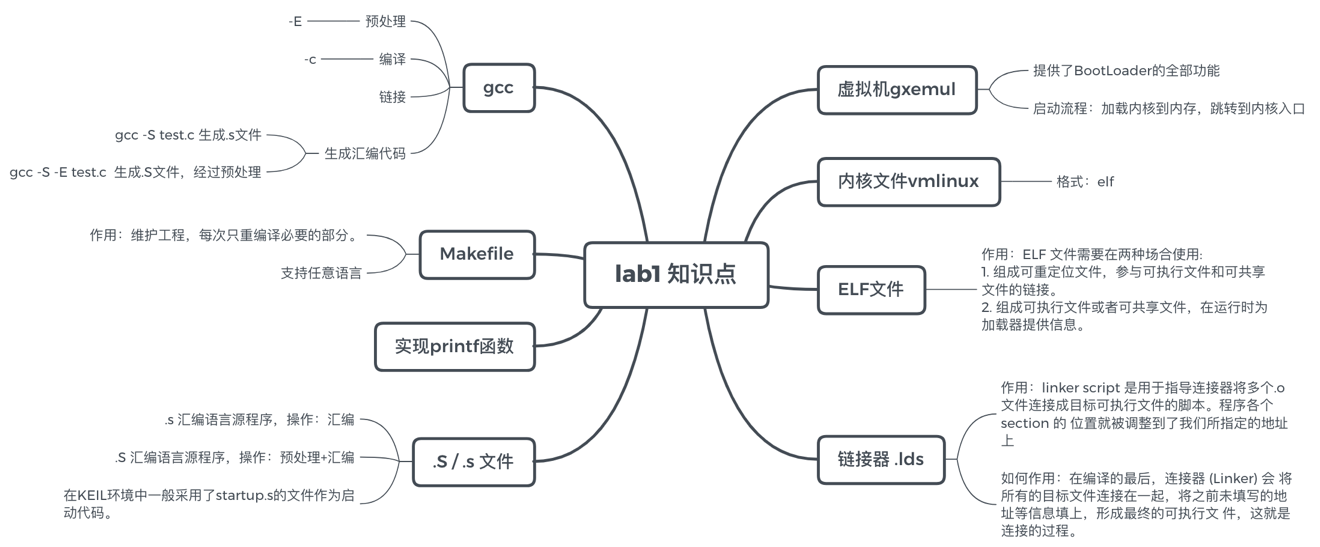 lab1 知识点
gcc
-E
预处理
-c
编译
链接
生成汇编代码
gcc -S test.c 生成.s文件
gcc -S -E test.c  生成.S文件，经过预处理
Makefile
作用：维护工程，每次只重编译必要的部分。
支持任意语言
实现printf函数
.S / .s 文件
.s 汇编语言源程序，操作：汇编
.S 汇编语言源程序，操作：预处理+汇编
在KEIL环境中一般采用了startup.s的文件作为启
动代码。
虚拟机gxemul
提供了BootLoader的全部功能
启动流程：加载内核到内存，跳转到内核入口
内核文件vmlinux
格式：elf
ELF文件
作用：ELF 文件需要在两种场合使用:
1. 组成可重定位文件，参与可执行文件和可共享
文件的链接。
2. 组成可执行文件或者可共享文件，在运行时为
加载器提供信息。
链接器 .lds
作用：linker script 是用于指导连接器将多个.o
文件连接成目标可执行文件的脚本。程序各个
section 的 位置就被调整到了我们所指定的地址
上
如何作用：在编译的最后，连接器 (Linker) 会 将
所有的目标文件连接在一起，将之前未填写的地
址等信息填上，形成最终的可执行文 件，这就是
连接的过程。